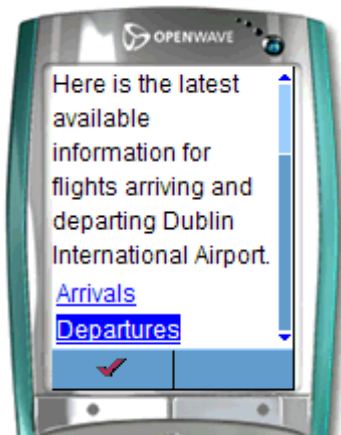 OPENWAVE
Here is the latest
available
information for
flights arriving and
departing Dublin
International Airport.
Arrivals
Departures